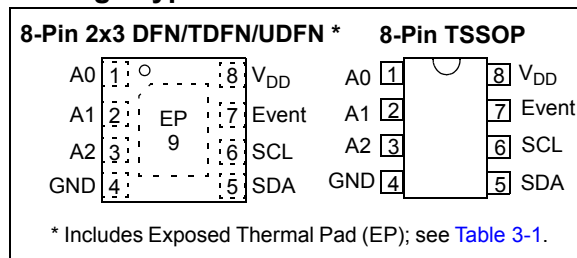 8-Pin 2x3 DFN/TDFN/UDFN *
A0 1 8 VDD
A1 2 EP 7 Event
A2 3 9 6 SCL
GND 4 5 SDA
8-Pin TSSOP
A0 1 8 VDD
A1 2 7 Event
A2 3 6 SCL
GND 4 5 SDA
* Includes Exposed Thermal Pad (EP); see Table 3-1.